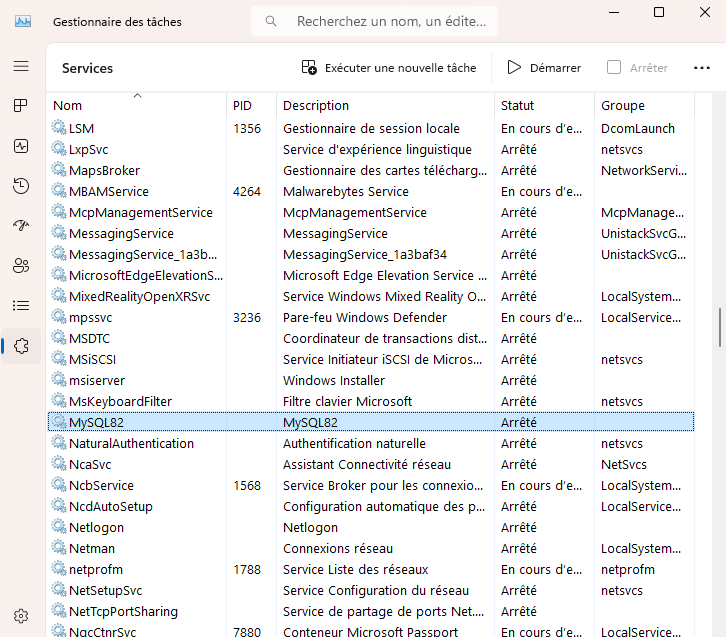 Gestionnaire des tâches
Recherchez un nom, un édite...
Services
Exécuter une nouvelle tâche
Démarrer
Arrêter
Nom PID Description Statut Groupe
LSM 1356 Gestionnaire de session locale En cours d'e... DcomLaunch
LxpSvc Service d'expérience linguistique Arrêté netsvcs
MapsBroker Gestionnaire des cartes télécharg... Arrêté NetworkServi...
MBAMService 4264 Malwarebytes Service En cours d'e...
McpManagementService McpManagementService Arrêté McpManage...
MessagingService MessagingService Arrêté UnistackSvcG...
MessagingService_1a3b... MessagingService_1a3baf34 Arrêté UnistackSvcG...
MicrosoftEdgeElevationS... Microsoft Edge Elevation Service ... Arrêté
MixedRealityOpenXRSvc Service Windows Mixed Reality O... Arrêté LocalSystem...
mpssvc 3236 Pare-feu Windows Defender En cours d'e... LocalService...
MSDTC Coordinateur de transactions dist... Arrêté
MSiSCSI Service Initiateur iSCSI de Micros... Arrêté netsvcs
msiserver Windows Installer Arrêté
MsKeyboardFilter Filtre clavier Microsoft Arrêté netsvcs
MySQL82 MySQL82 Arrêté
NaturalAuthentication Authentification naturelle Arrêté netsvcs
NcaSvc Assistant Connectivité réseau Arrêté NetSvcs
NcbService 1568 Service Broker pour les connexio... En cours d'e... LocalSystem...
NcdAutoSetup Configuration automatique des p... Arrêté LocalService...
Netlogon Netlogon Arrêté
Netman Connexions réseau Arrêté LocalSystem...
netprofm 1788 Service Liste des réseaux En cours d'e... netprofm
NetSetupSvc Service Configuration du réseau Arrêté netsvcs
NetTcpPortSharing Service de partage de ports Net.... Arrêté
NgcCtnrSvc 7880 Conteneur Microsoft Passport En cours d'e... LocalService...